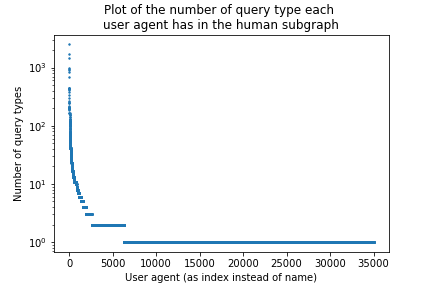 Plot of the number of query type each
user agent has in the human subgraph
Number of query types
10³
10²
10¹
10⁰
0 5000 10000 15000 20000 25000 30000 35000
User agent (as index instead of name)